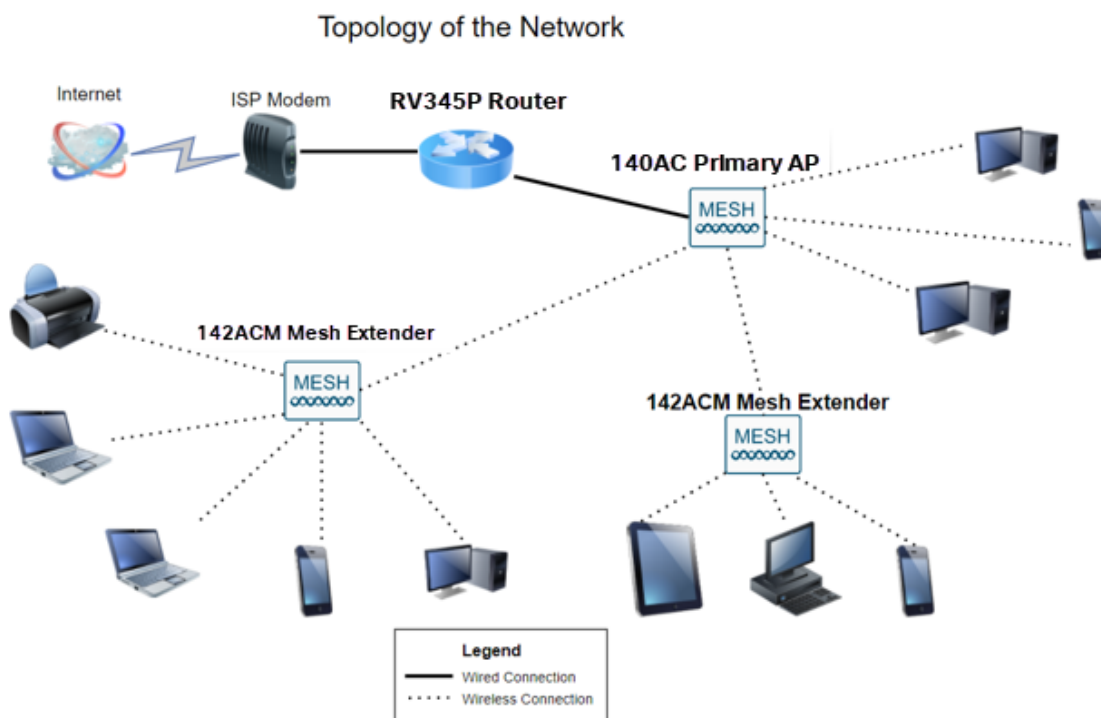 Topology of the Network
Internet
ISP Modem
RV345P Router
140AC Primary AP
MESH
142ACM Mesh Extender
MESH
142ACM Mesh Extender
MESH
Legend
Wired Connection
Wireless Connection